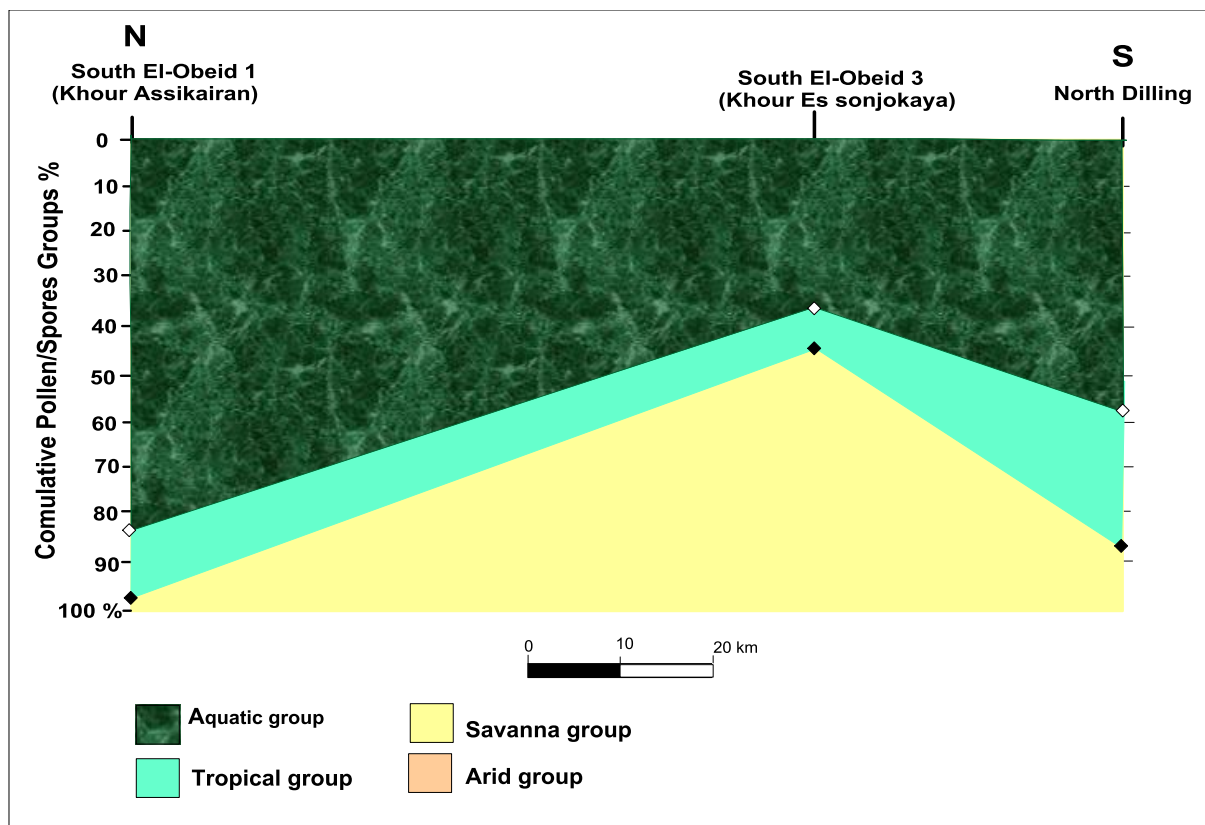 N
South El-Obeid 1
(Khour Assikairan)
South El-Obeid 3
(Khour Es sonjokaya)
S
North Dilling
Comulative Pollen/Spores Groups %
0
10
20
30
40
50
60
70
80
90
100 %
0 10 20 km
Aquatic group
Savanna group
Tropical group
Arid group